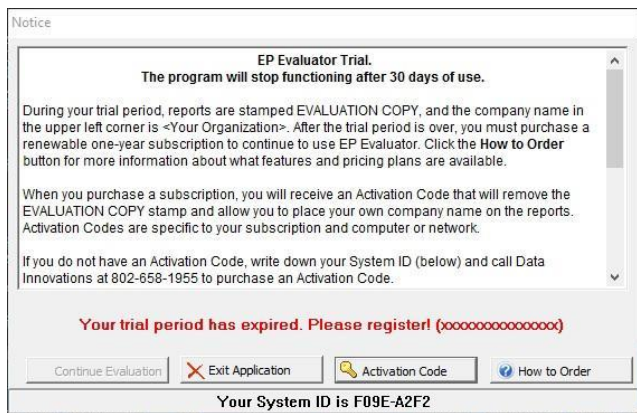 Notice
EP Evaluator Trial.
The program will stop functioning after 30 days of use.
During your trial period, reports are stamped EVALUATION COPY, and the company name in
the upper left corner is <Your Organization>. After the trial period is over, you must purchase a
renewable one-year subscription to continue to use EP Evaluator. Click the How to Order
button for more information about what features and pricing plans are available.
When you purchase a subscription, you will receive an Activation Code that will remove the
EVALUATION COPY stamp and allow you to place your own company name on the reports.
Activation Codes are specific to your subscription and computer or network.
If you do not have an Activation Code, write down your System ID (below) and call Data
Innovations at 802-658-1955 to purchase an Activation Code.
Your trial period has expired. Please register! (xxxxxxxxxxxxxx)
Continue Evaluation
Exit Application
Activation Code
How to Order
Your System ID is F09E-A2F2